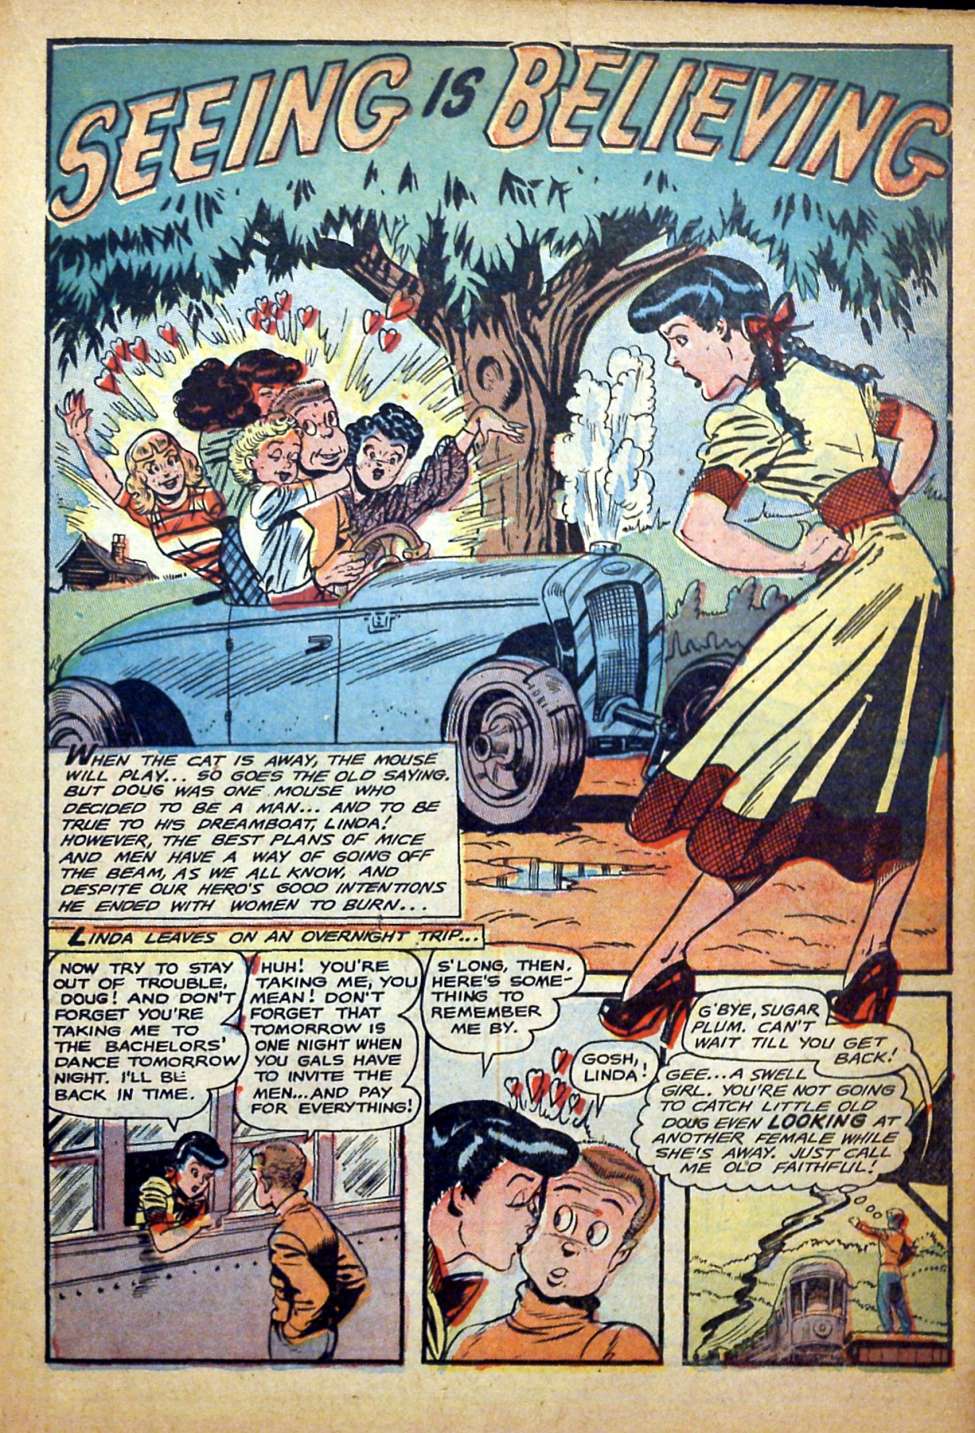 SEEING IS BELIEVING
WHEN THE CAT IS AWAY, THE MOUSE
WILL PLAY... SO GOES THE OLD SAYING.
BUT DOUG WAS ONE MOUSE WHO
DECIDED TO BE A MAN... AND TO BE
TRUE TO HIS DREAMBOAT, LINDA!
HOWEVER, THE BEST PLANS OF MICE
AND MEN HAVE A WAY OF GOING OFF
THE BEAM, AS WE ALL KNOW, AND
DESPITE OUR HERO'S GOOD INTENTIONS
HE ENDED WITH WOMEN TO BURN...
LINDA LEAVES ON AN OVERNIGHT TRIP...
NOW TRY TO STAY
OUT OF TROUBLE,
DOUG! AND DON'T
FORGET YOU'RE
TAKING ME TO
THE BACHELORS'
DANCE TOMORROW
NIGHT. I'LL BE
BACK IN TIME.
HUH! YOU'RE
TAKING ME, YOU
MEAN! DON'T
FORGET THAT
TOMORROW IS
ONE NIGHT WHEN
YOU GALS HAVE
TO INVITE THE
MEN...AND PAY
FOR EVERYTHING!
S'LONG, THEN.
HERE'S SOME-
THING TO
REMEMBER
ME BY.
GOSH,
LINDA!
G'BYE, SUGAR
PLUM. CAN'T
WAIT TILL YOU GET
BACK!
GEE...A SWELL
GIRL. YOU'RE NOT GOING
TO CATCH LITTLE OLD
DOUG EVEN LOOKING AT
ANOTHER FEMALE WHILE
SHE'S AWAY. JUST CALL
ME OLD FAITHFUL!